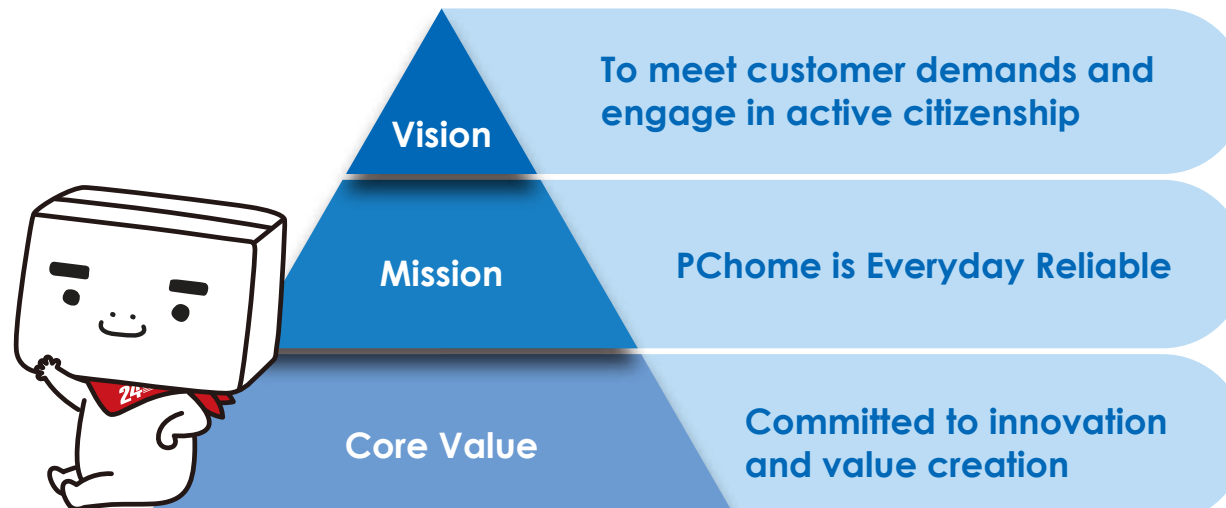 Vision
To meet customer demands and
engage in active citizenship
Mission
PChome is Everyday Reliable
24
Core Value
Committed to innovation
and value creation